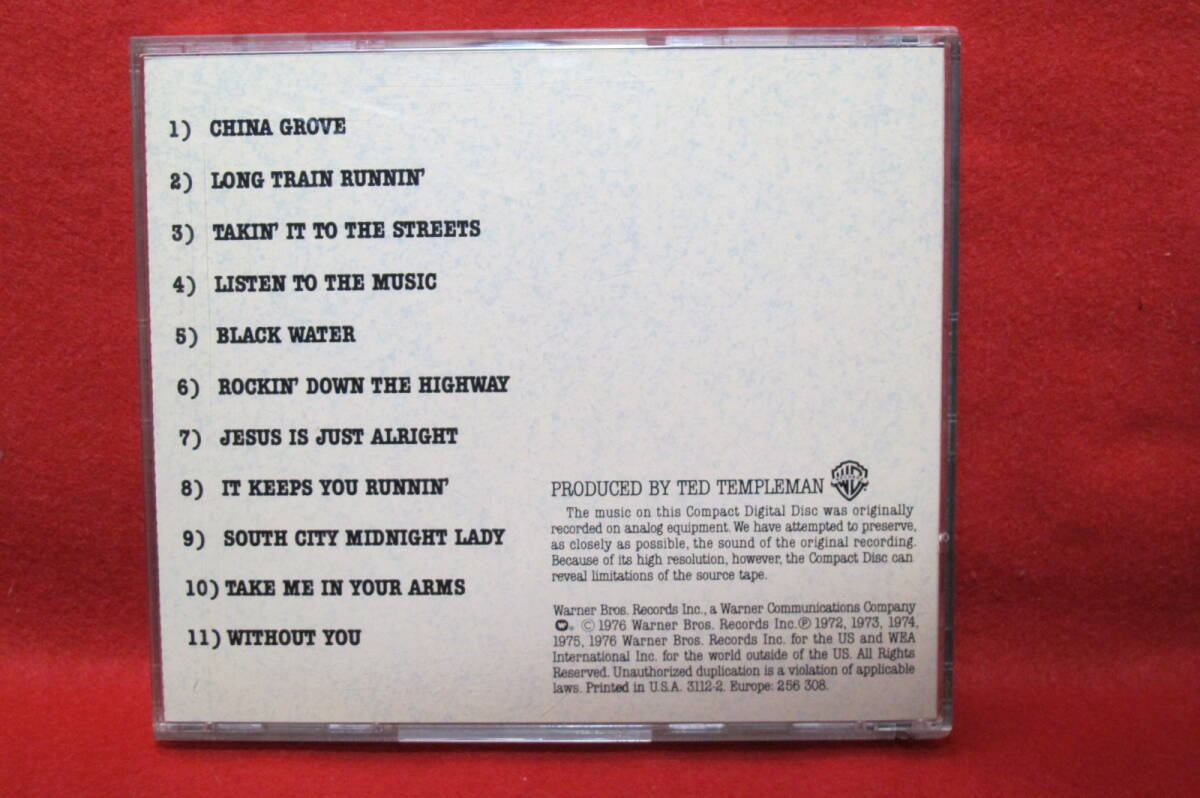 1) CHINA GROVE
2) LONG TRAIN RUNNIN'
3) TAKIN' IT TO THE STREETS
4) LISTEN TO THE MUSIC
5) BLACK WATER
6) ROCKIN' DOWN THE HIGHWAY
7) JESUS IS JUST ALRIGHT
8) IT KEEPS YOU RUNNIN'
9) SOUTH CITY MIDNIGHT LADY
10) TAKE ME IN YOUR ARMS
11) WITHOUT YOU
PRODUCED BY TED TEMPLEMAN
The music on this Compact Digital Disc was originally
recorded on analog equipment. We have attempted to preserve,
as closely as possible, the sound of the original recording.
Because of its high resolution, however, the Compact Disc can
reveal limitations of the source tape.
Warner Bros. Records Inc., a Warner Communications Company
© 1976 Warner Bros. Records Inc. ℗ 1972, 1973, 1974,
1975, 1976 Warner Bros. Records Inc. for the US and WEA
International Inc. for the world outside of the US. All Rights
Reserved. Unauthorized duplication is a violation of applicable
laws. Printed in U.S.A. 3112-2. Europe: 256 308.